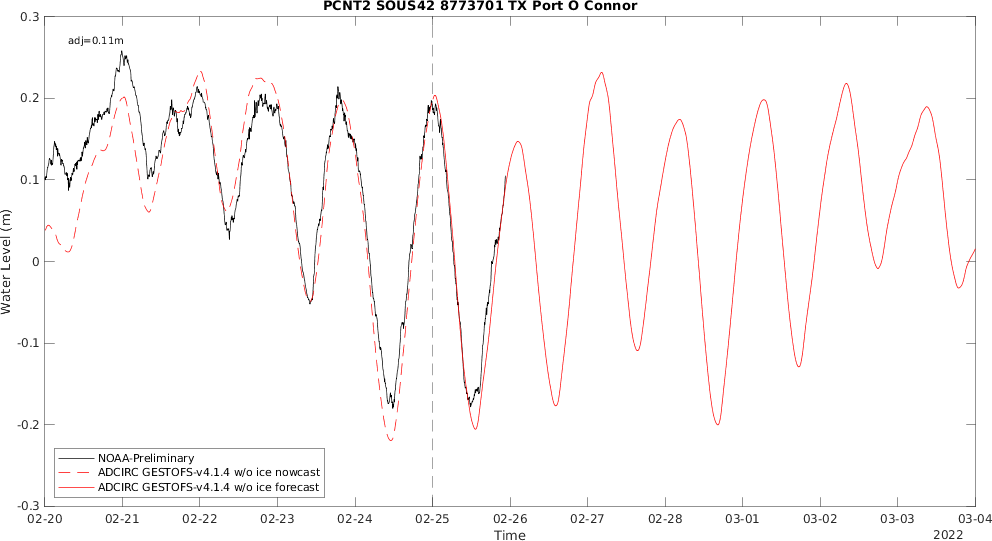 PCNT2 SOUS42 8773701 TX Port O Connor
adj=0.11m
0.3
0.2
0.1
0
-0.1
-0.2
-0.3
Water Level (m)
NOAA-Preliminary
ADCIRC GESTOFS-v4.1.4 w/o ice nowcast
ADCIRC GESTOFS-v4.1.4 w/o ice forecast
02-20 02-21 02-22 02-23 02-24 02-25 02-26 02-27 02-28 03-01 03-02 03-03 03-04
Time
2022